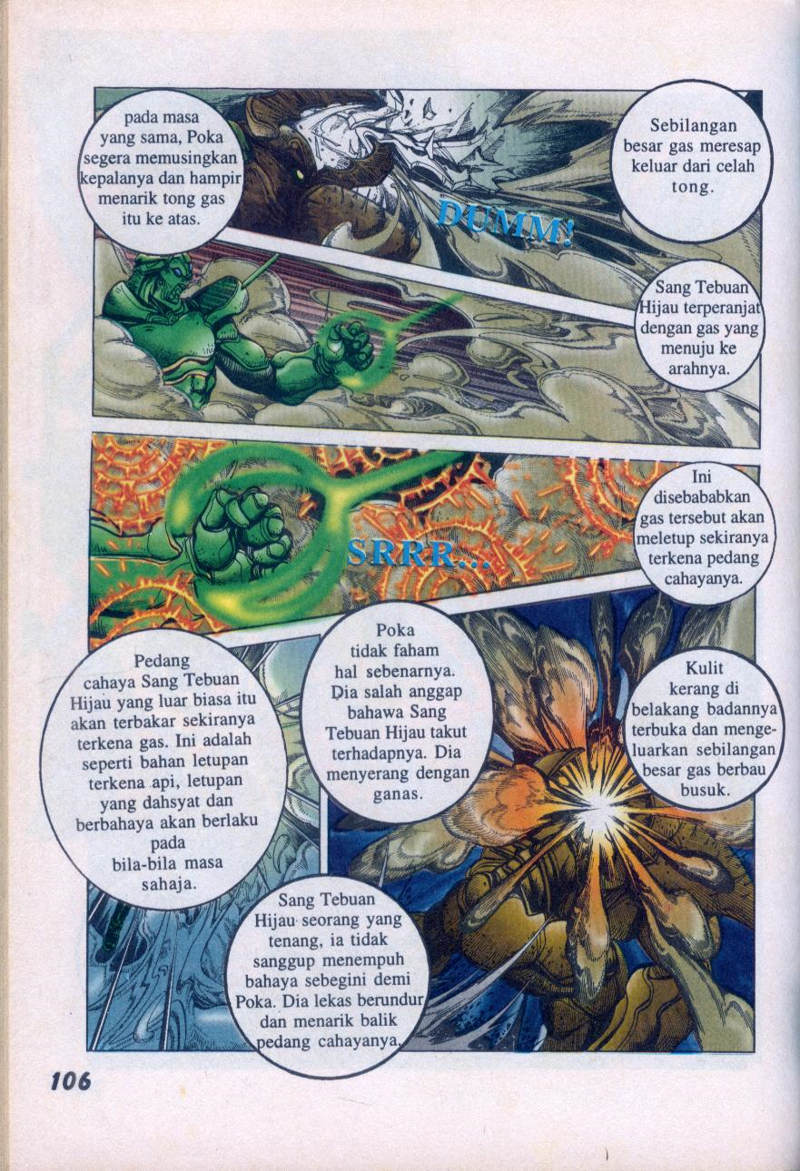 pada masa
yang sama, Poka
segera memusingkan
kepalanya dan hampir
menarik tong gas
itu ke atas.
Sebilangan
besar gas meresap
keluar dari celah
tong.
DUMM!
Sang Tebuan
Hijau terperanjat
dengan gas yang
menuju ke
arahnya.
Ini
disebababkan
gas tersebut akan
meletup sekiranya
terkena pedang
cahayanya.
SRRR...
Pedang
cahaya Sang Tebuan
Hijau yang luar biasa itu
akan terbakar sekiranya
terkena gas. Ini adalah
seperti bahan letupan
terkena api, letupan
yang dahsyat dan
berbahaya akan berlaku
pada
bila-bila masa
sahaja.
Poka
tidak faham
hal sebenarnya.
Dia salah anggap
bahawa Sang
Tebuan Hijau takut
terhadapnya. Dia
menyerang dengan
ganas.
Kulit
kerang di
belakang badannya
terbuka dan menge-
luarkan sebilangan
besar gas berbau
busuk.
Sang Tebuan
Hijau seorang yang
tenang, ia tidak
sanggup menempuh
bahaya sebegini demi
Poka. Dia lekas berundur
dan menarik balik
pedang cahayanya.
106